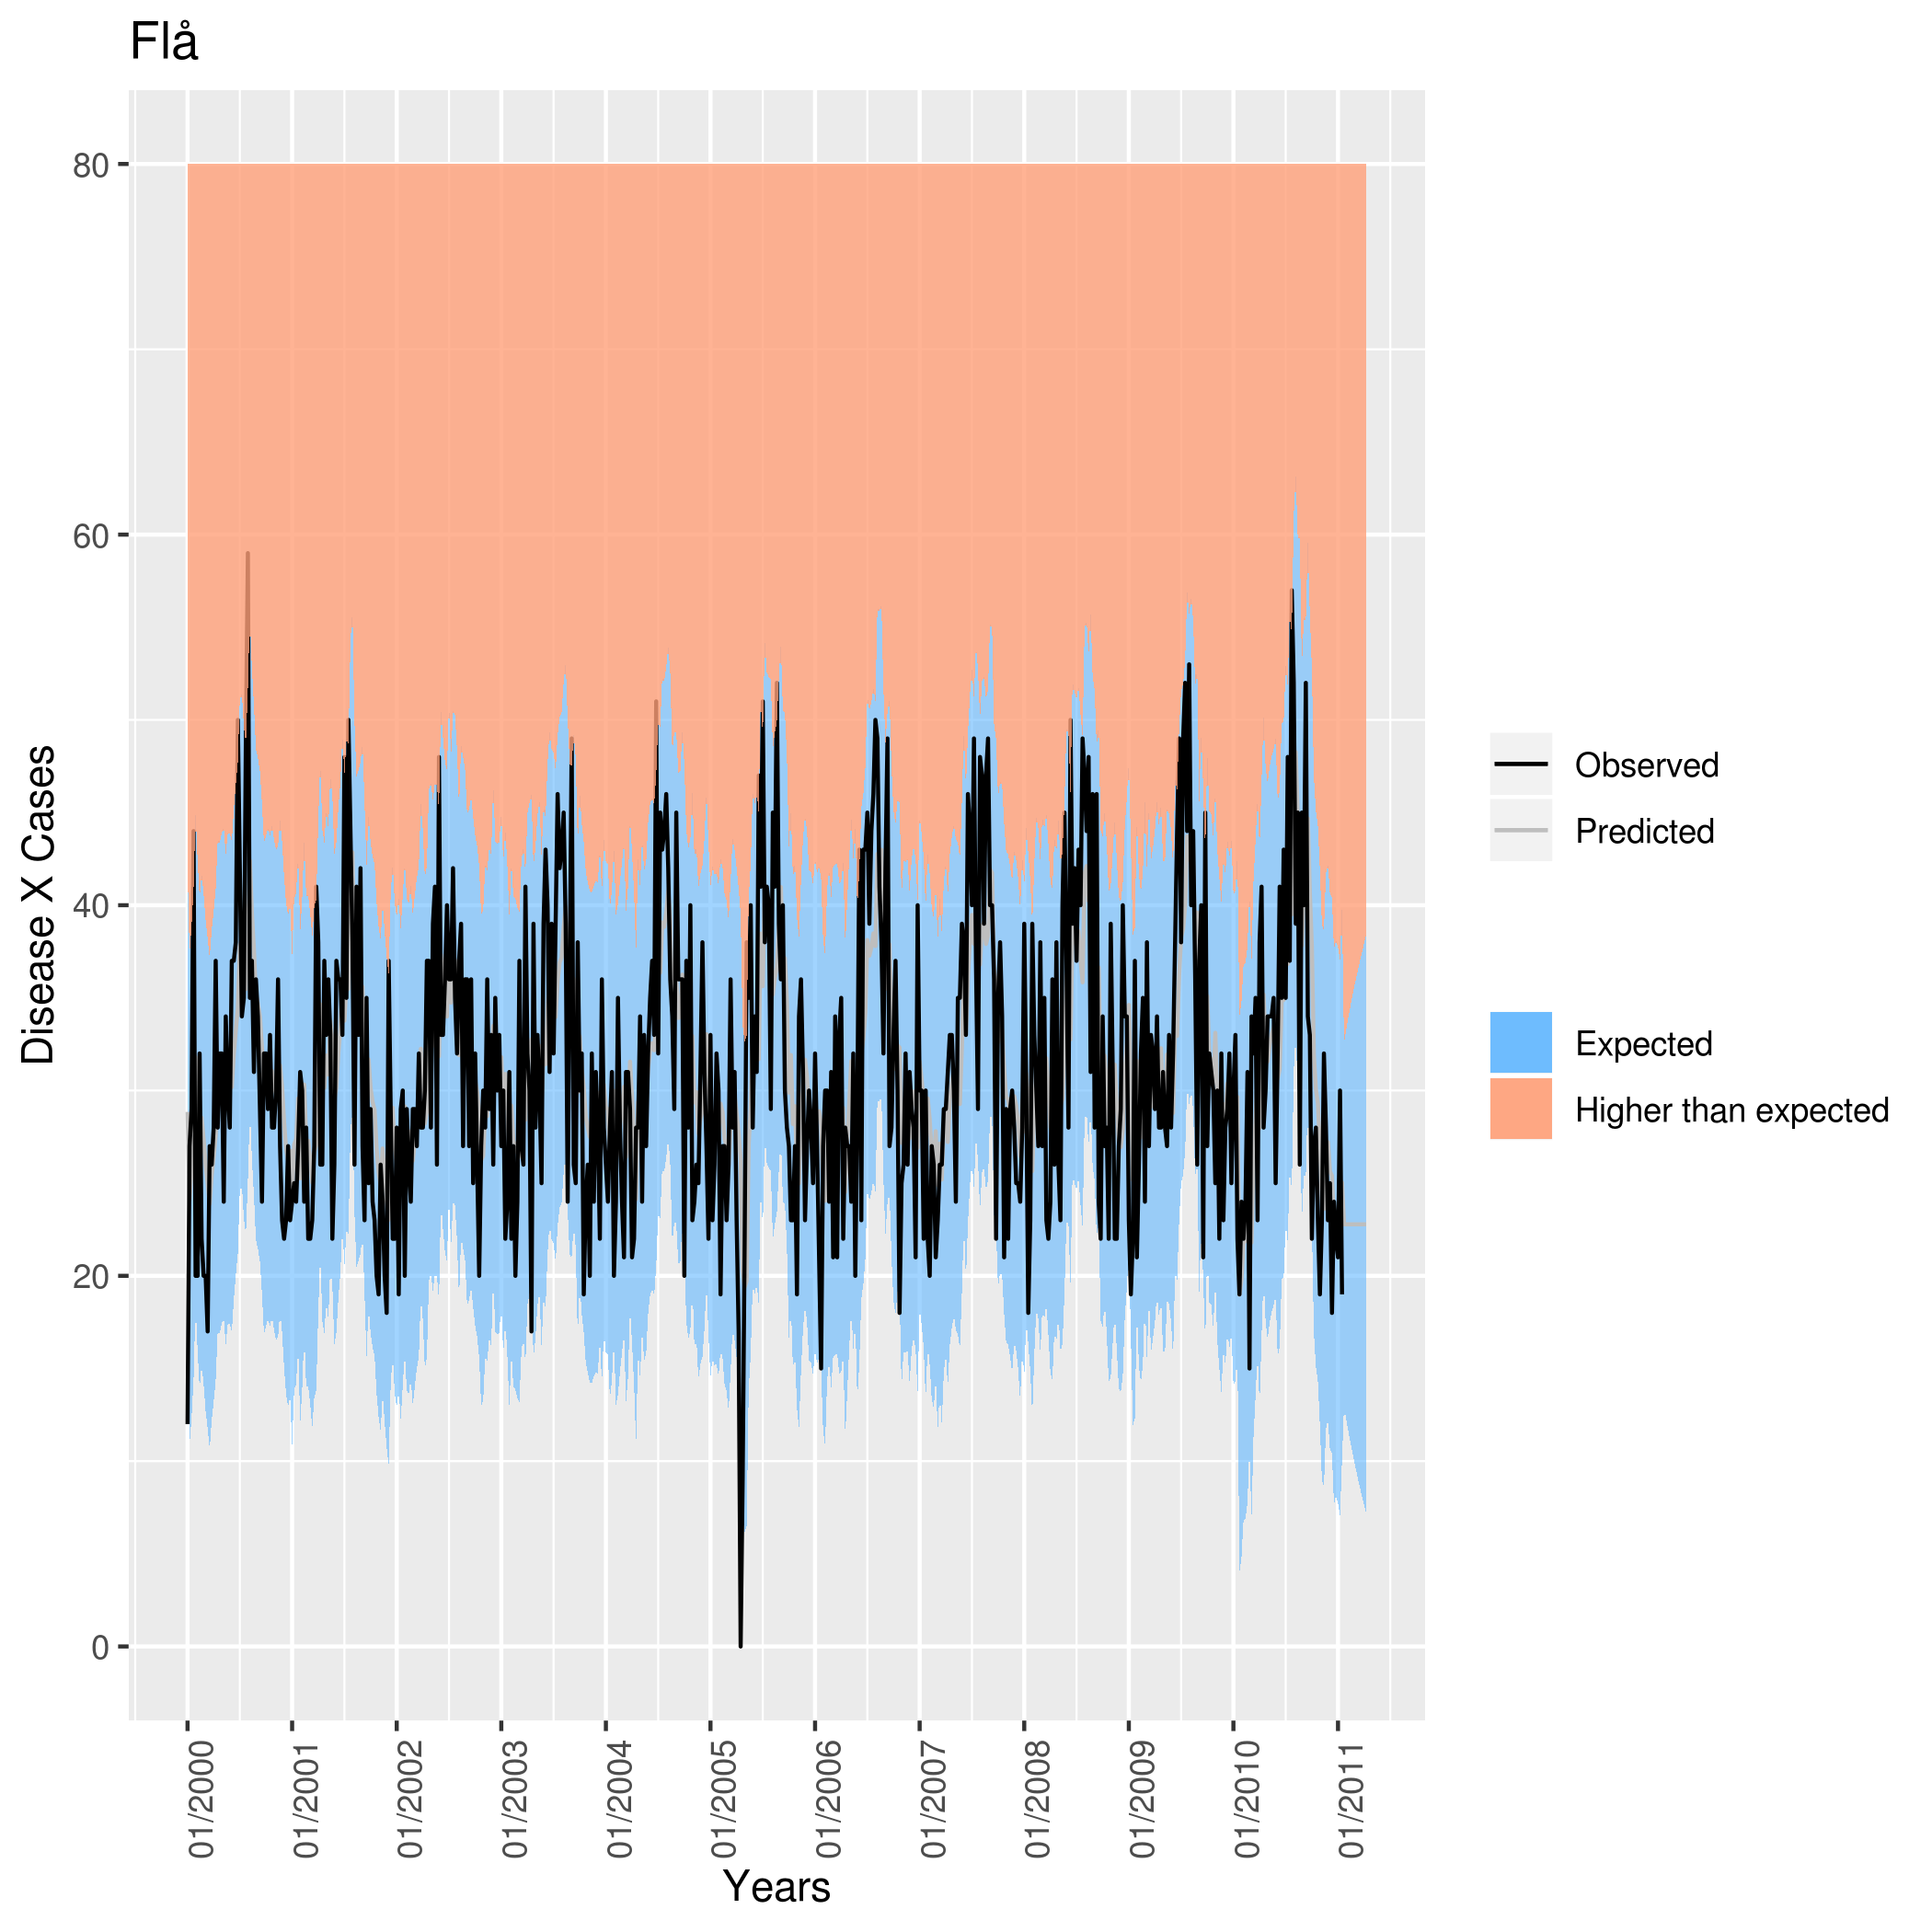 Flå
Disease X Cases
80
60
40
20
0
01/2000
01/2001
01/2002
01/2003
01/2004
01/2005
01/2006
01/2007
01/2008
01/2009
01/2010
01/2011
Years
Observed
Predicted
Expected
Higher than expected